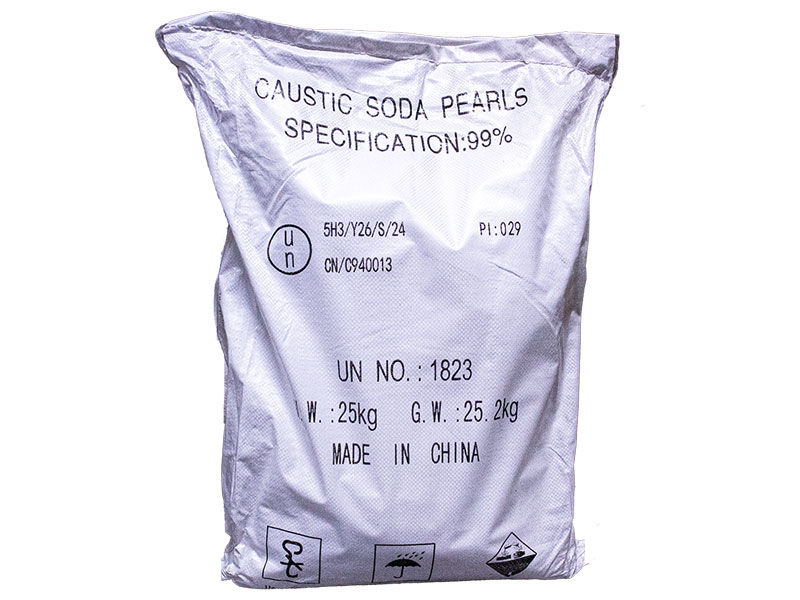 CAUSTIC SODA PEARLS
SPECIFICATION:99%
un
5H3/Y26/S/24 PI:029
CN/C940013
UN NO.:1823
.W.:25kg G.W.:25.2kg
MADE IN CHINA